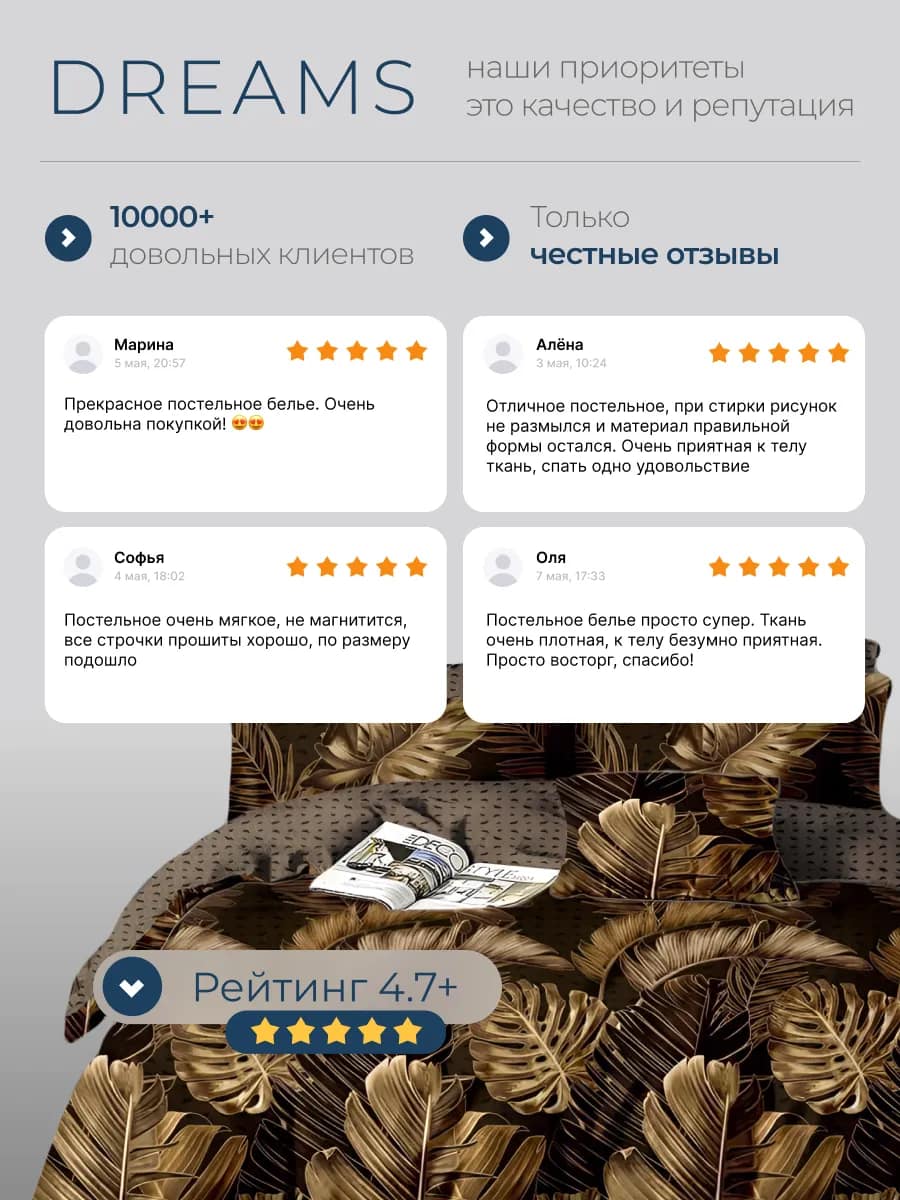 DREAMS
наши приоритеты
это качество и репутация
10000+
довольных клиентов
Только
честные отзывы
Марина
5 мая, 20:57
Прекрасное постельное белье. Очень
довольна покупкой! 😍😍
Алёна
3 мая, 10:24
Отличное постельное, при стирки рисунок
не размылся и материал правильной
формы остался. Очень приятная к телу
ткань, спать одно удовольствие
Софья
4 мая, 18:02
Постельное очень мягкое, не магнитится,
все строчки прошиты хорошо, по размеру
подошло
Оля
7 мая, 17:33
Постельное белье просто супер. Ткань
очень плотная, к телу безумно приятная.
Просто восторг, спасибо!
DECO
STYLE
Рейтинг 4.7+